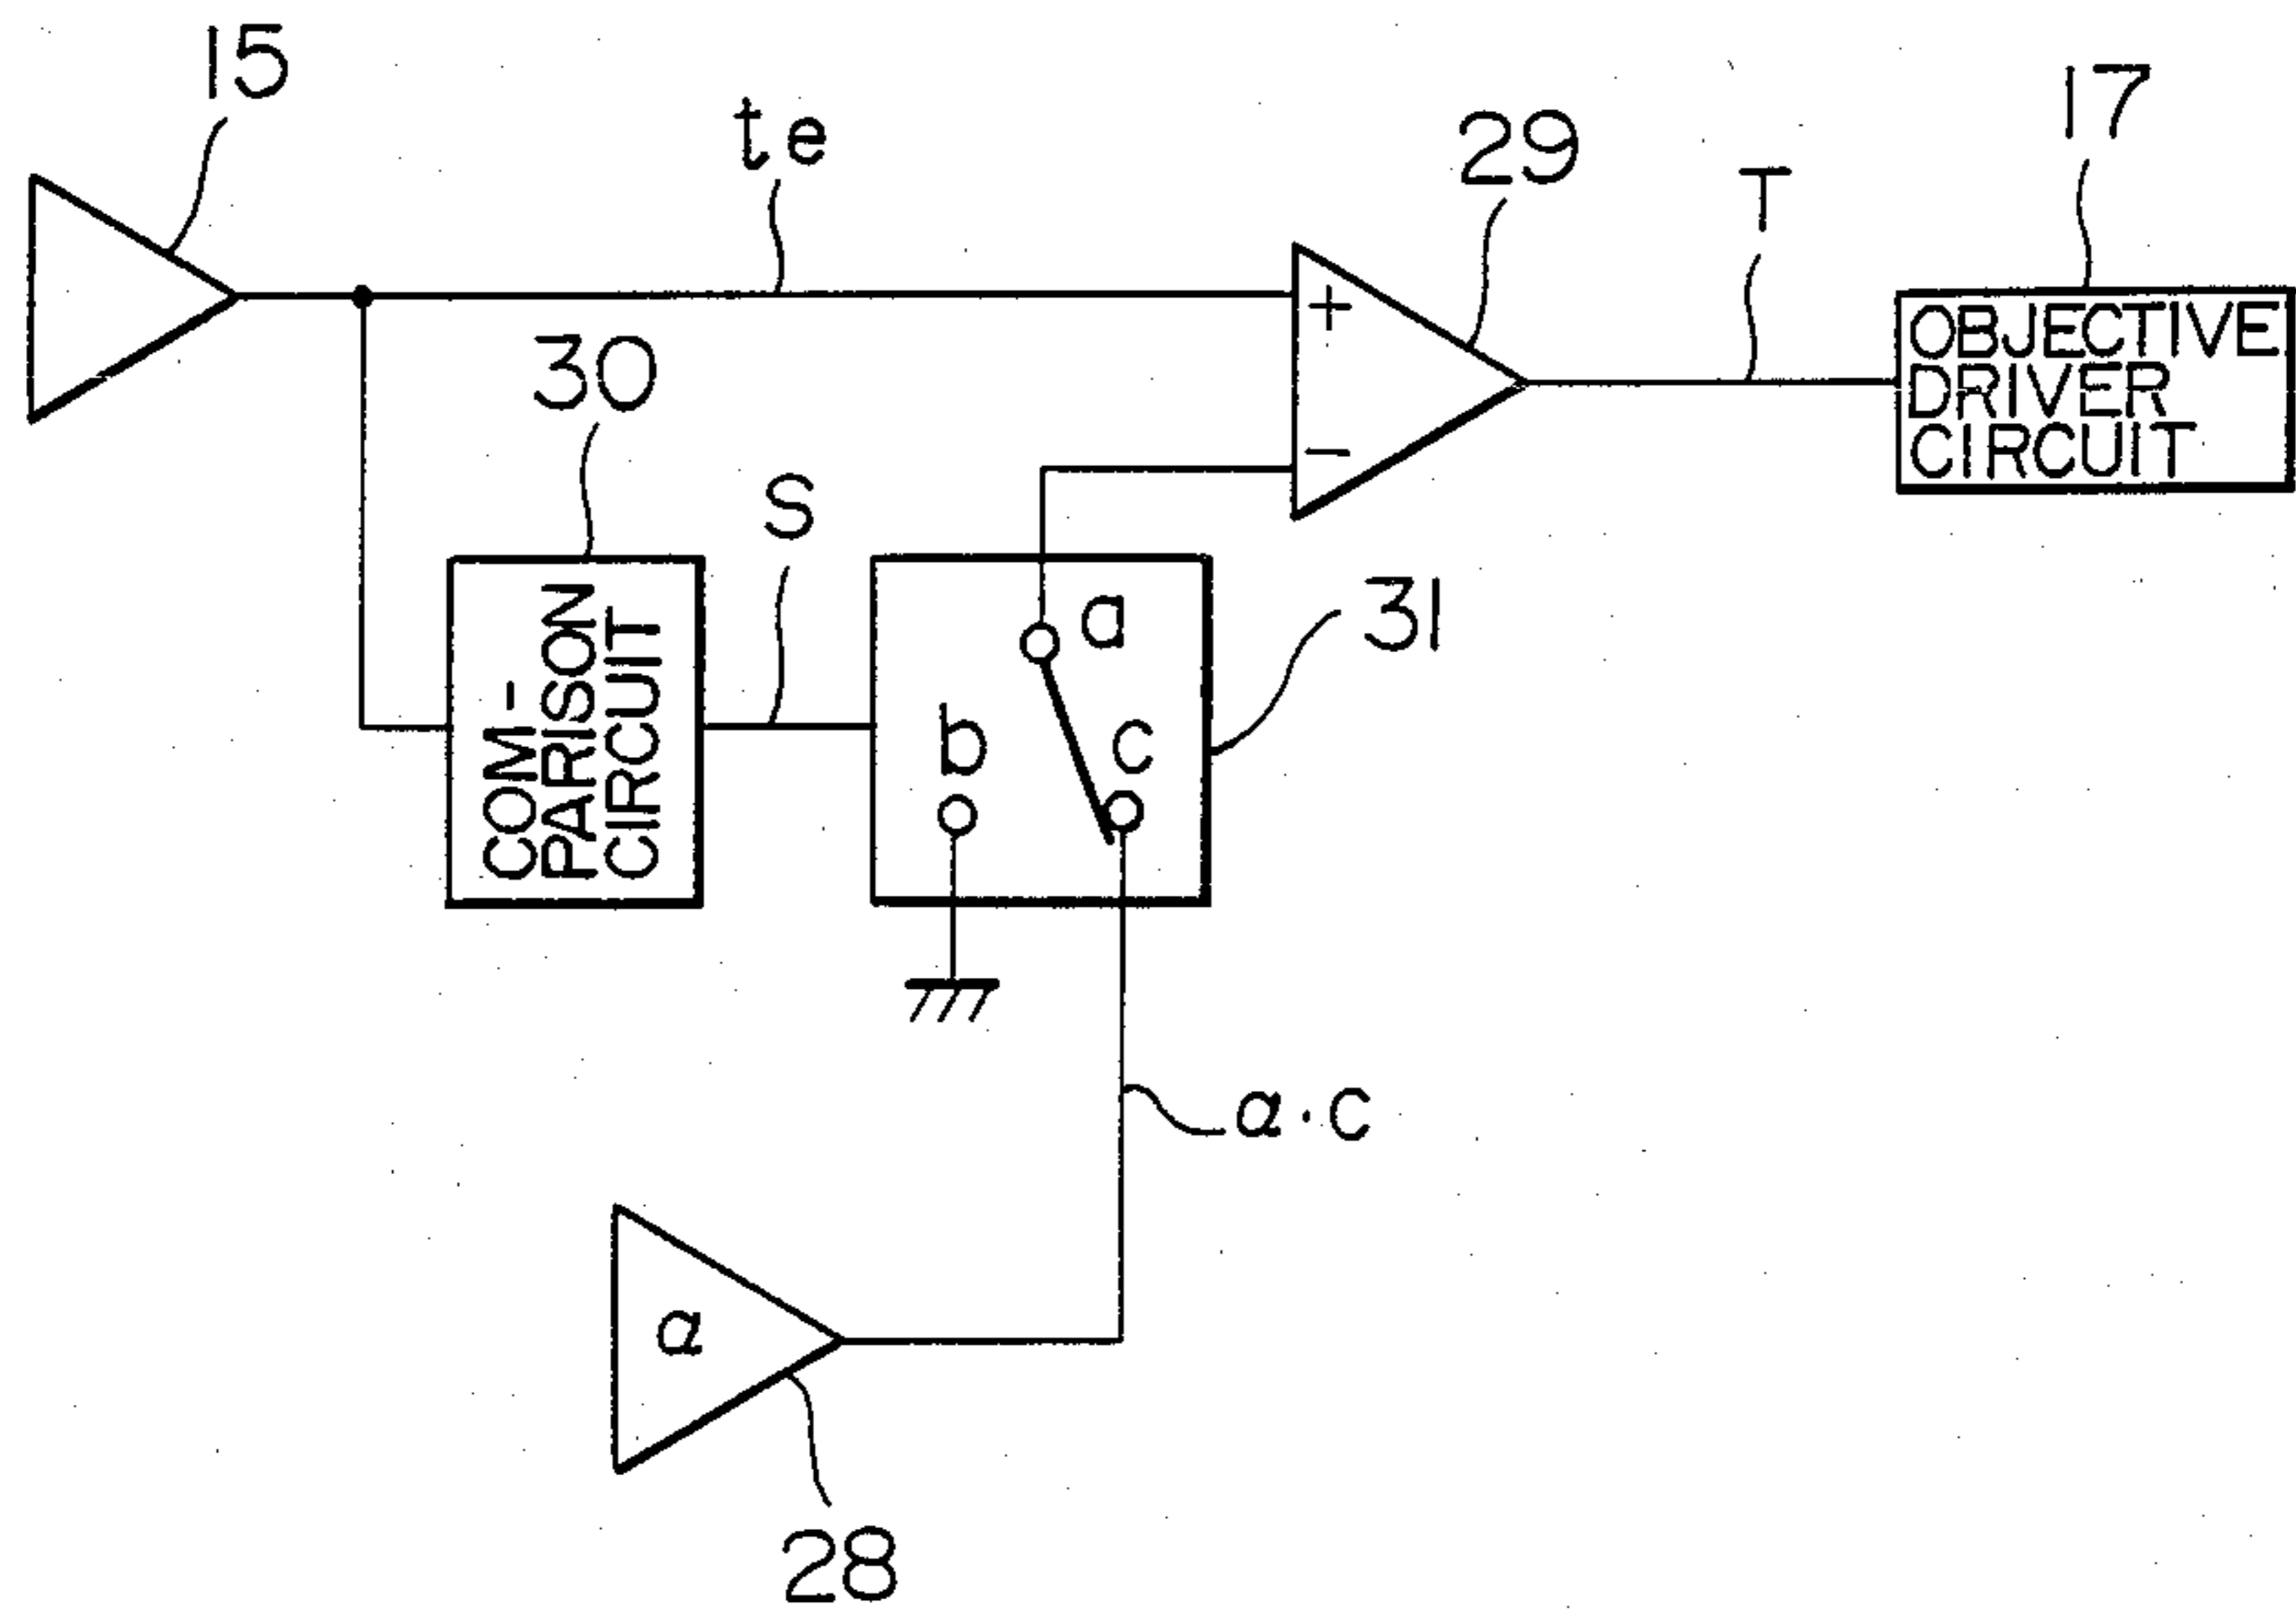 15
te
29
17
T
+
-
OBJECTIVE
DRIVER
CIRCUIT
30
S
COM-
PARISON
CIRCUIT
a
b
c
31
α·c
α
28